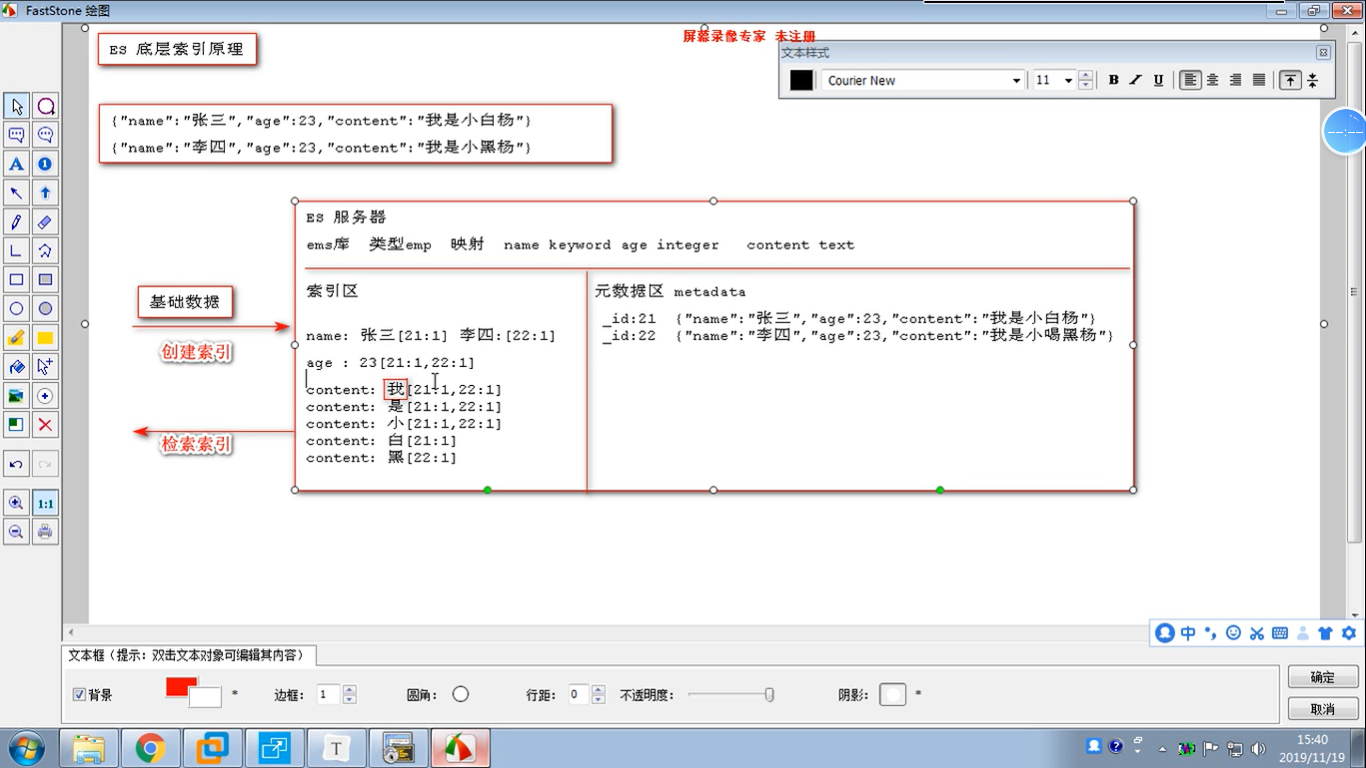 FastStone 绘图
ES 底层索引原理
屏幕录像专家 未注册
文本样式
Courier New
11
B
U
{"name":"张三","age":23,"content":"我是小白杨"}
{"name":"李四","age":23,"content":"我是小黑杨"}
ES 服务器
ems库 类型emp 映射 name keyword age integer content text
基础数据
创建索引
检索索引
索引区
name: 张三[21:1] 李四:[22:1]
age : 23[21:1,22:1]
content: 我[21:1,22:1]
content: 是[21:1,22:1]
content: 小[21:1,22:1]
content: 白[21:1]
content: 黑[22:1]
元数据区 metadata
_id:21 {"name":"张三","age":23,"content":"我是小白杨"}
_id:22 {"name":"李四","age":23,"content":"我是小喝黑杨"}
1:1
中
文本框(提示: 双击文本对象可编辑其内容)
背景 * 边框: 1 圆角: 行距: 0 不透明度: 阴影: *
确定
取消
15:40
2019/11/19